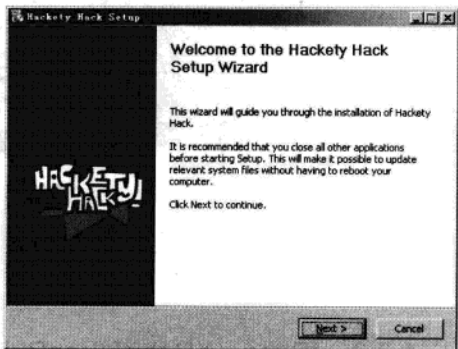 Hackety Hack Setup
Welcome to the Hackety Hack
Setup Wizard
This wizard will guide you through the installation of Hackety
Hack.
It is recommended that you close all other applications
before starting Setup. This will make it possible to update
relevant system files without having to reboot your
computer.
Click Next to continue.
HACKETY
HACK!
Next >
Cancel